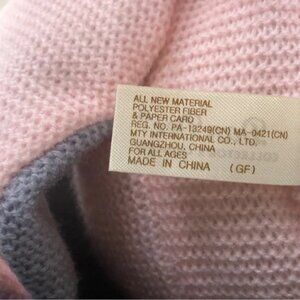 ALL NEW MATERIAL
POLYESTER FIBER
& PAPER CARD
REG. NO. PA-13249(CN) MA-0421(CN)
MTY INTERNATIONAL CO., LTD.
GUANGZHOU, CHINA
FOR ALL AGES
MADE IN CHINA (GF)